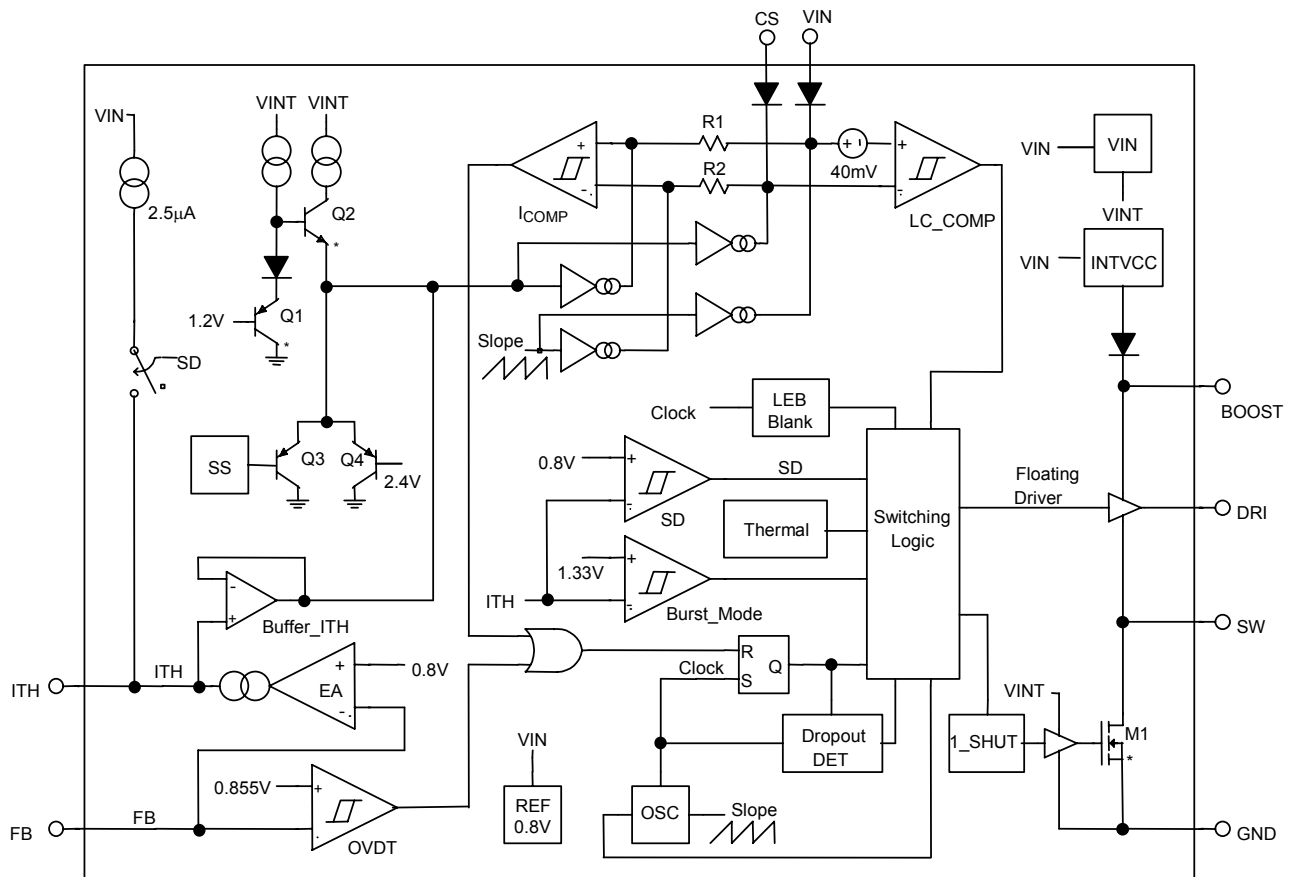 CS VIN
VINT VINT
VIN
R1
VIN
VIN
+
+ -
+
R2
40mV
2.5µA
Q2
-
-
ICOMP
LC_COMP
VINT
*
VIN
INTVCC
1.2V
Q1
*
Slope
SD
LEB
Blank
Clock
BOOST
SS
Q3
Q4
2.4V
0.8V
+
SD
-
SD
Floating
Driver
DRI
Thermal
Switching
Logic
1.33V
+
ITH
-
Burst_Mode
-
+
Buffer_ITH
SW
R
Q
Clock
S
ITH
ITH
+
0.8V
EA
-
VINT
1_SHUT
M1
*
Dropout
DET
VIN
0.855V
+
REF
0.8V
OSC
Slope
FB
FB
-
OVDT
GND